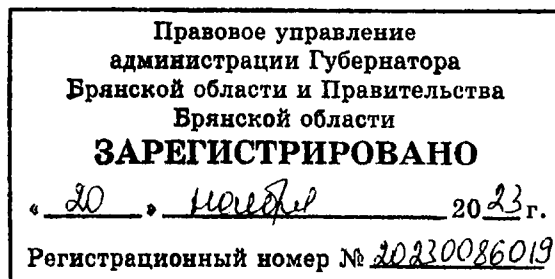 Правовое управление
администрации Губернатора
Брянской области и Правительства
Брянской области
ЗАРЕГИСТРИРОВАНО
« 20 » ноября 2023 г.
Регистрационный номер № 20230086019